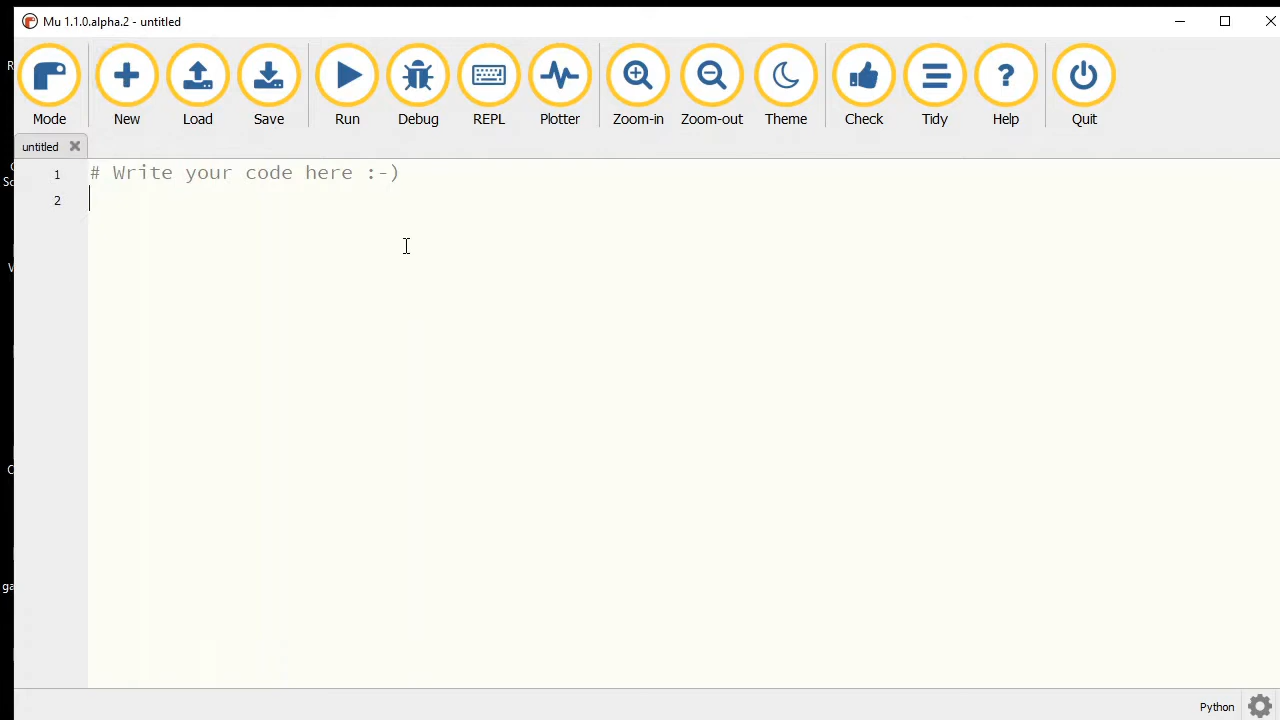 Mu 1.1.0.alpha.2 - untitled
Mode New Load Save Run Debug REPL Plotter Zoom-in Zoom-out Theme Check Tidy Help Quit
untitled
1 # Write your code here :-)
2
Python